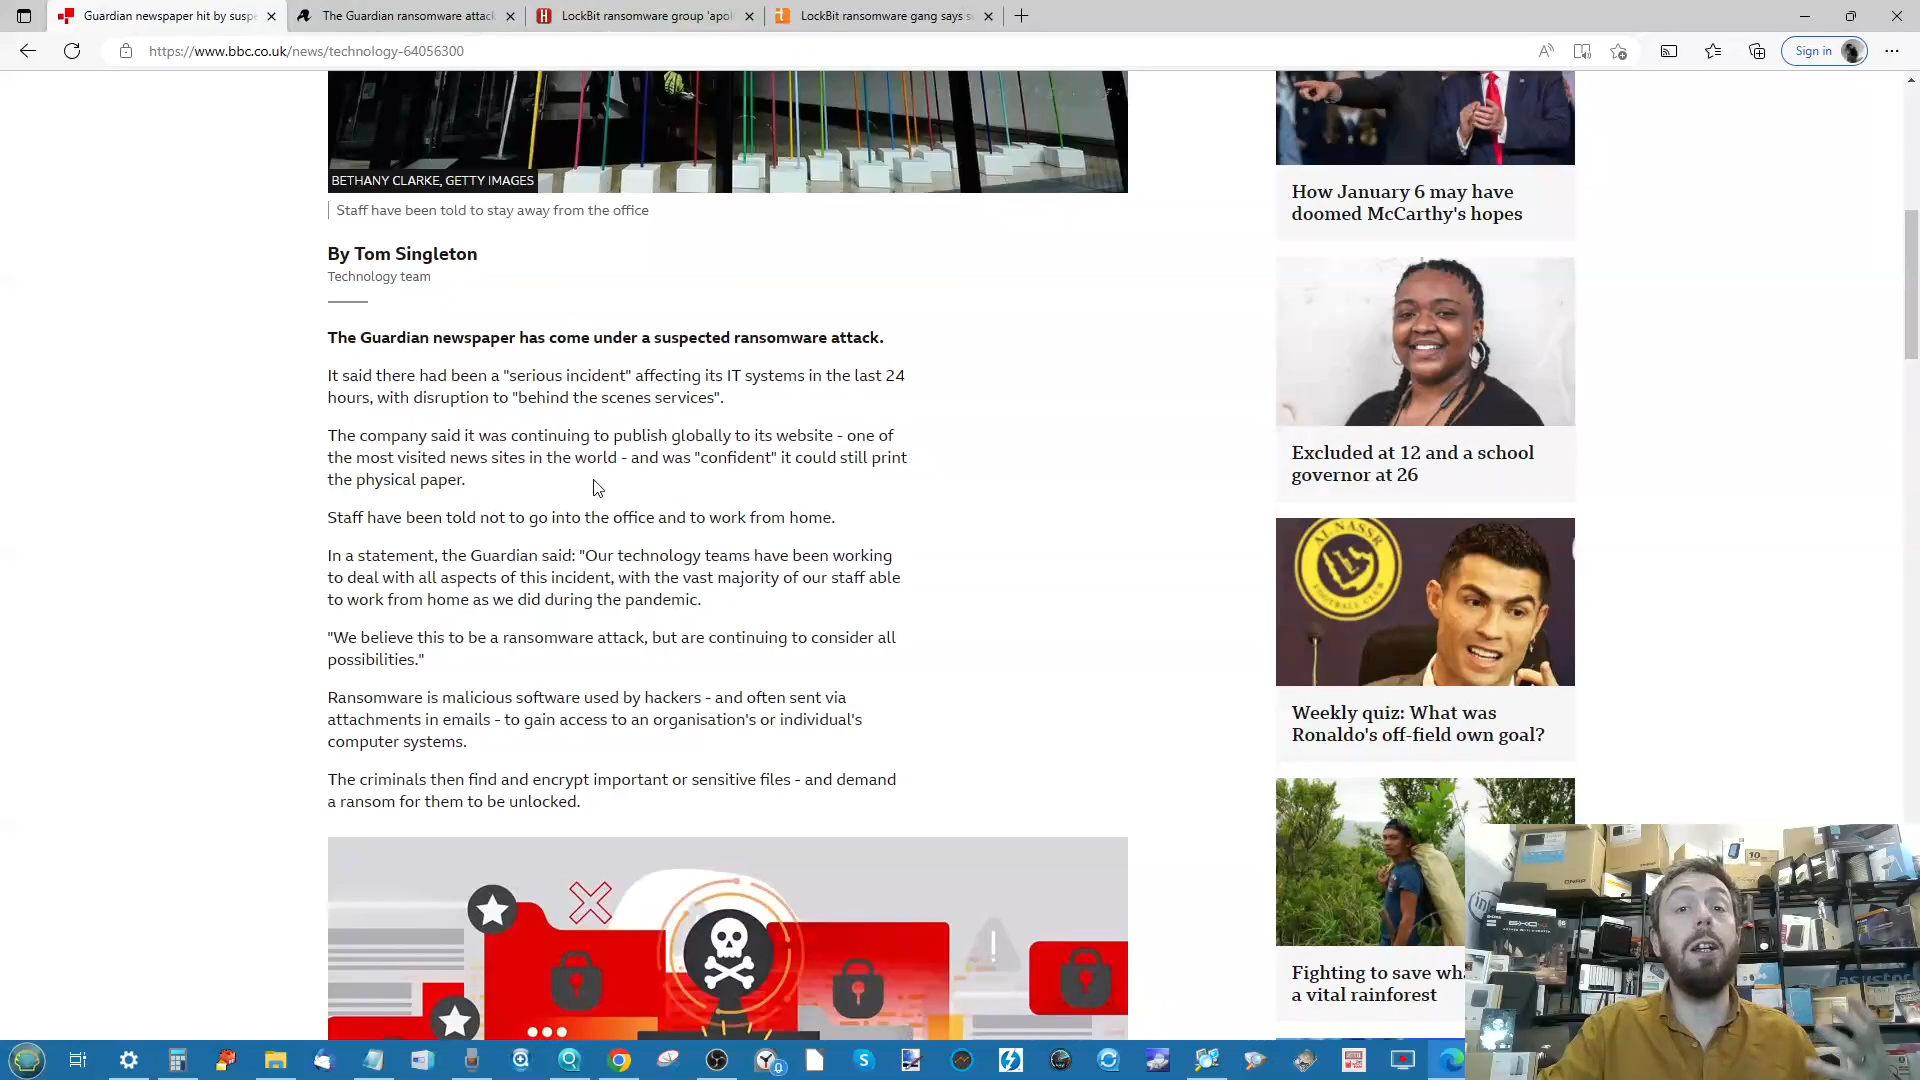 Guardian newspaper hit by suspe
The Guardian ransomware attack
LockBit ransomware group 'apol
LockBit ransomware gang says s
https://www.bbc.co.uk/news/technology-64056300
Sign in
BETHANY CLARKE, GETTY IMAGES
Staff have been told to stay away from the office
By Tom Singleton
Technology team
The Guardian newspaper has come under a suspected ransomware attack.
It said there had been a "serious incident" affecting its IT systems in the last 24
hours, with disruption to "behind the scenes services".
The company said it was continuing to publish globally to its website - one of
the most visited news sites in the world - and was "confident" it could still print
the physical paper.
Staff have been told not to go into the office and to work from home.
In a statement, the Guardian said: "Our technology teams have been working
to deal with all aspects of this incident, with the vast majority of our staff able
to work from home as we did during the pandemic.
"We believe this to be a ransomware attack, but are continuing to consider all
possibilities."
Ransomware is malicious software used by hackers - and often sent via
attachments in emails - to gain access to an organisation's or individual's
computer systems.
The criminals then find and encrypt important or sensitive files - and demand
a ransom for them to be unlocked.
How January 6 may have
doomed McCarthy's hopes
Excluded at 12 and a school
governor at 26
AL NASSR
FOOTBALL CLUB
Weekly quiz: What was
Ronaldo's off-field own goal?
Fighting to save wh
a vital rainforest